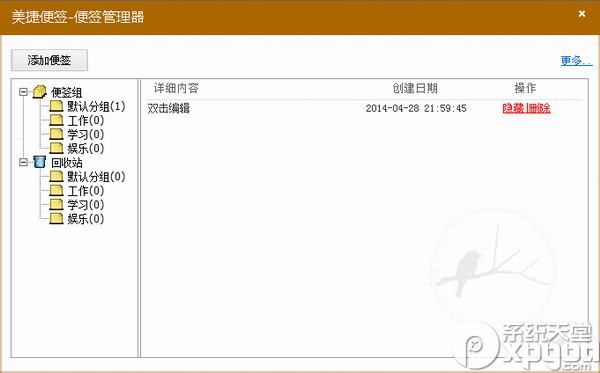 美捷便签-便签管理器
添加便签
更多..
便签组
默认分组(1)
工作(0)
学习(0)
娱乐(0)
回收站
默认分组(0)
工作(0)
学习(0)
娱乐(0)
详细内容 创建日期 操作
双击编辑 2014-04-28 21:59:45 隐藏|删除
系统天堂